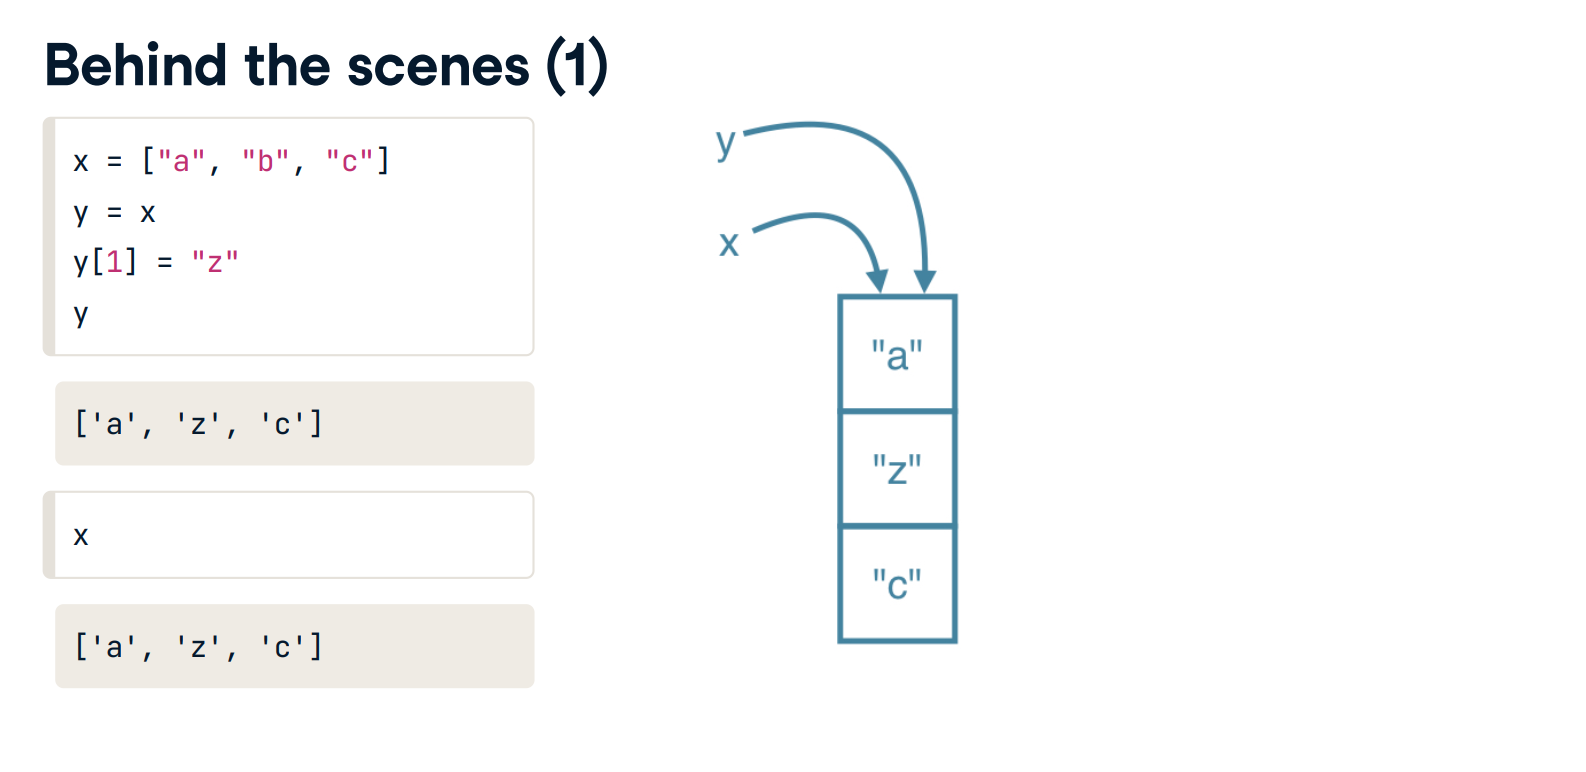 Behind the scenes (1)
x = ["a", "b", "c"]
y = x
y[1] = "z"
y
['a', 'z', 'c']
x
['a', 'z', 'c']
y
x
"a"
"z"
"c"